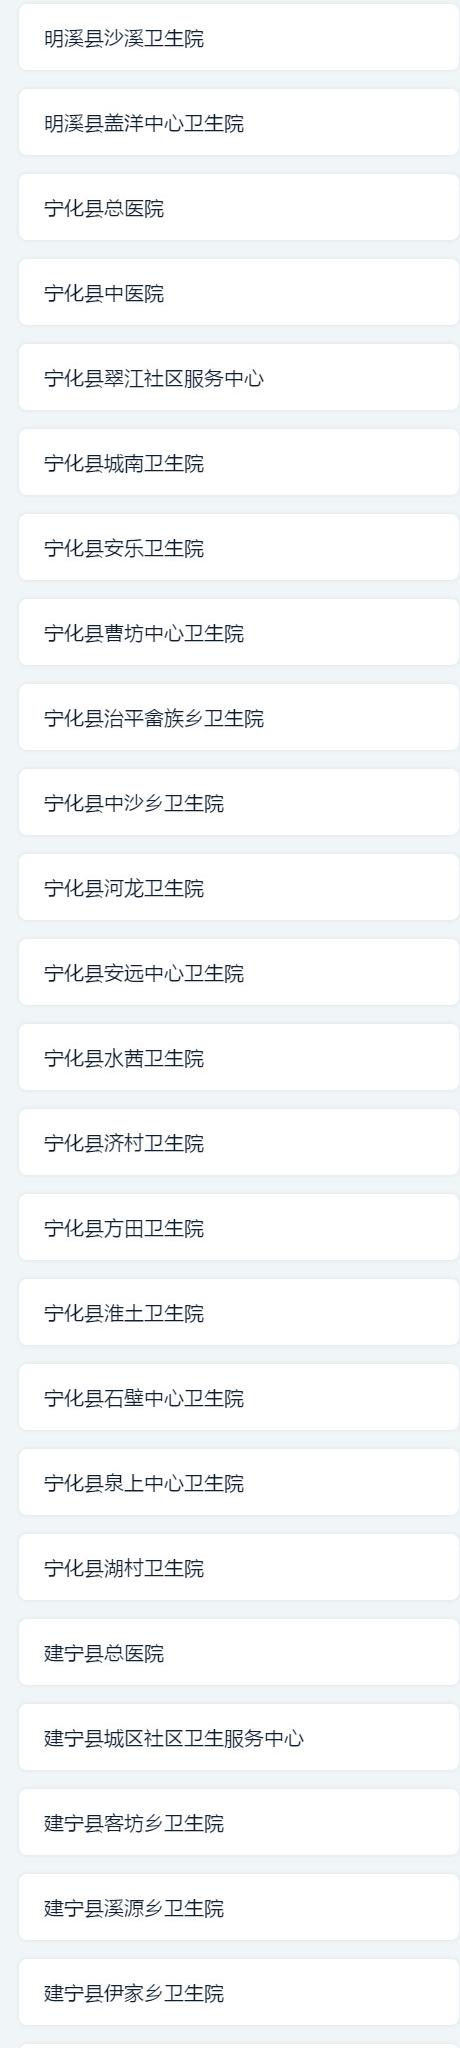 明溪县沙溪卫生院
明溪县盖洋中心卫生院
宁化县总医院
宁化县中医院
宁化县翠江社区服务中心
宁化县城南卫生院
宁化县安乐卫生院
宁化县曹坊中心卫生院
宁化县治平畲族乡卫生院
宁化县中沙乡卫生院
宁化县河龙卫生院
宁化县安远中心卫生院
宁化县水茜卫生院
宁化县济村卫生院
宁化县方田卫生院
宁化县淮土卫生院
宁化县石壁中心卫生院
宁化县泉上中心卫生院
宁化县湖村卫生院
建宁县总医院
建宁县城区社区卫生服务中心
建宁县客坊乡卫生院
建宁县溪源乡卫生院
建宁县伊家乡卫生院